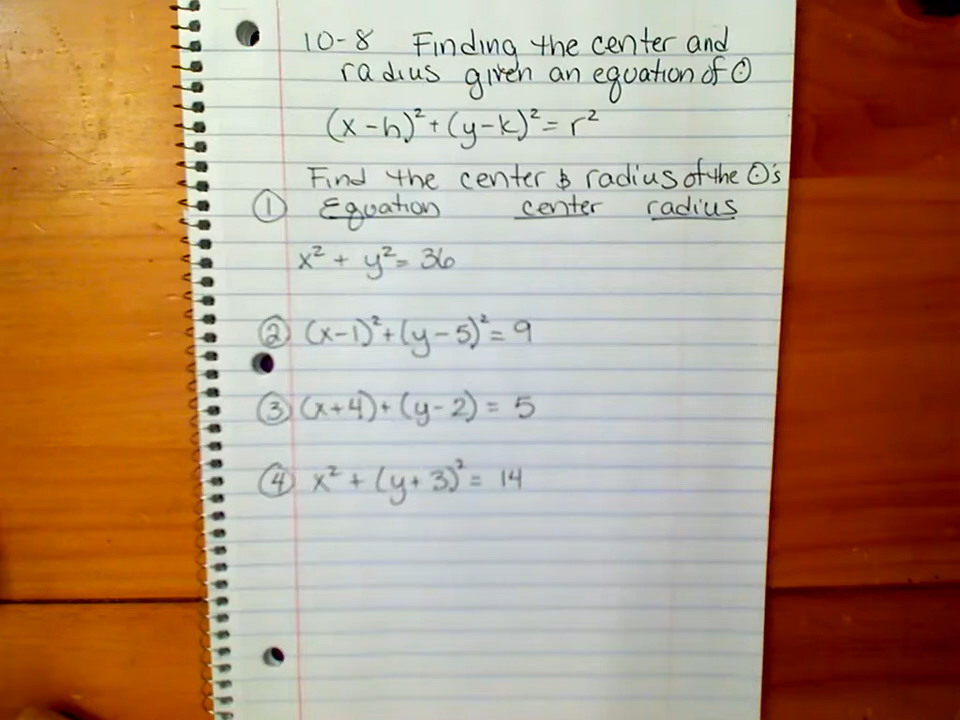 10-8 Finding the center and
radius given an equation of ⊙
(x-h)²+(y-k)²=r²
Find the center & radius of the ⊙'s
① Equation center radius
x² + y²= 36
② (x-1)²+(y-5)²= 9
③ (x+4)+(y-2) = 5
④ x² + (y+3)² = 14